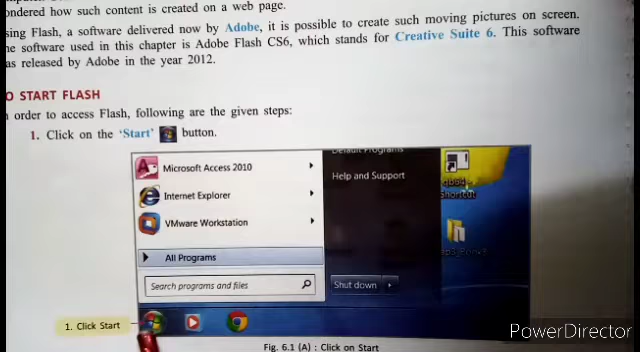 ondered how such content is created on a web page.
sing Flash, a software delivered now by Adobe, it is possible to create such moving pictures on screen.
he software used in this chapter is Adobe Flash CS6, which stands for Creative Suite 6. This software
as released by Adobe in the year 2012.
O START FLASH
order to access Flash, following are the given steps:
1. Click on the 'Start' button.
Default Programs
Microsoft Access 2010
Help and Support
Internet Explorer
VMware Workstation
Shortcut
All Programs
Search programs and files
Shut down
1. Click Start
Fig. 6.1 (A) : Click on Start
PowerDirector